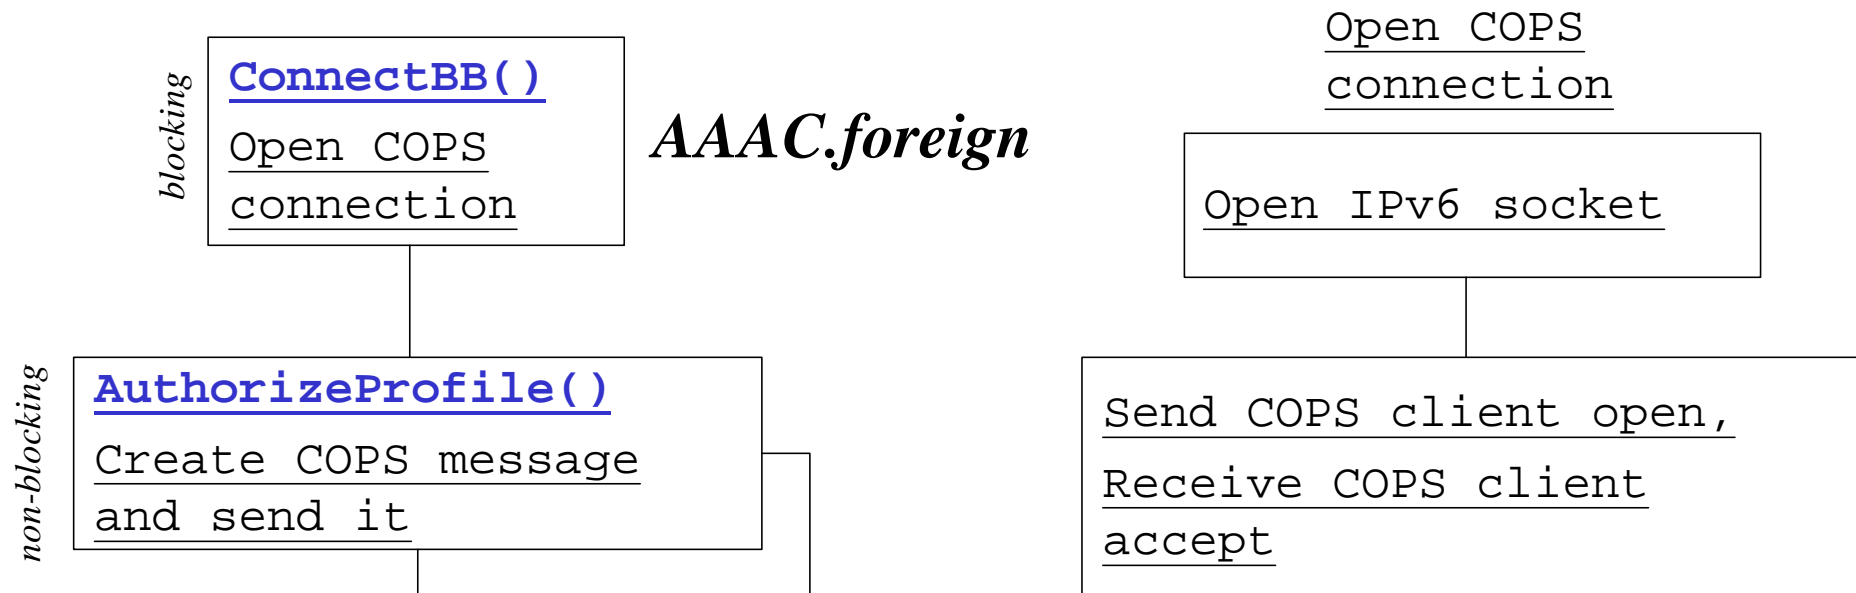 blocking
ConnectBB()
Open COPS
connection
AAAC.foreign
non-blocking
AuthorizeProfile()
Create COPS message
and send it
Open COPS
connection
Open IPv6 socket
Send COPS client open,
Receive COPS client
accept